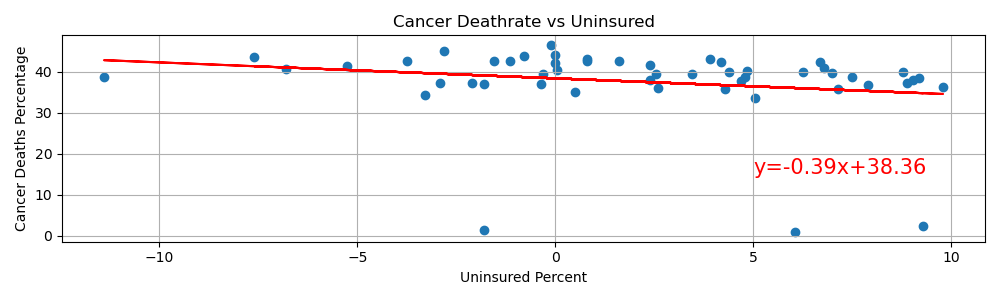 Cancer Deathrate vs Uninsured
Cancer Deaths Percentage
40
30
20
10
0
y=-0.39x+38.36
−10
−5
0
5
10
Uninsured Percent